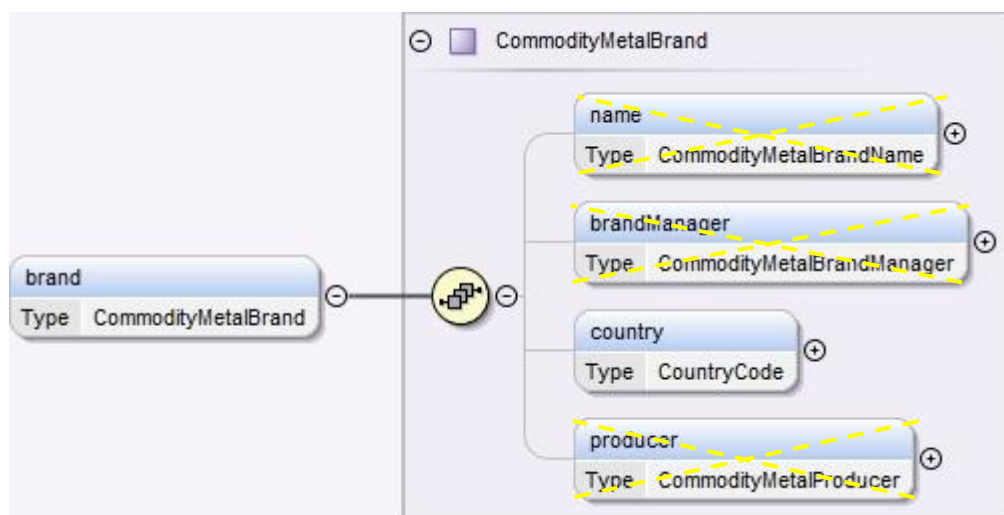 CommodityMetalBrand
name
Type CommodityMetalBrandName
brandManager
Type CommodityMetalBrandManager
brand
Type CommodityMetalBrand
country
Type CountryCode
producer
Type CommodityMetalProducer